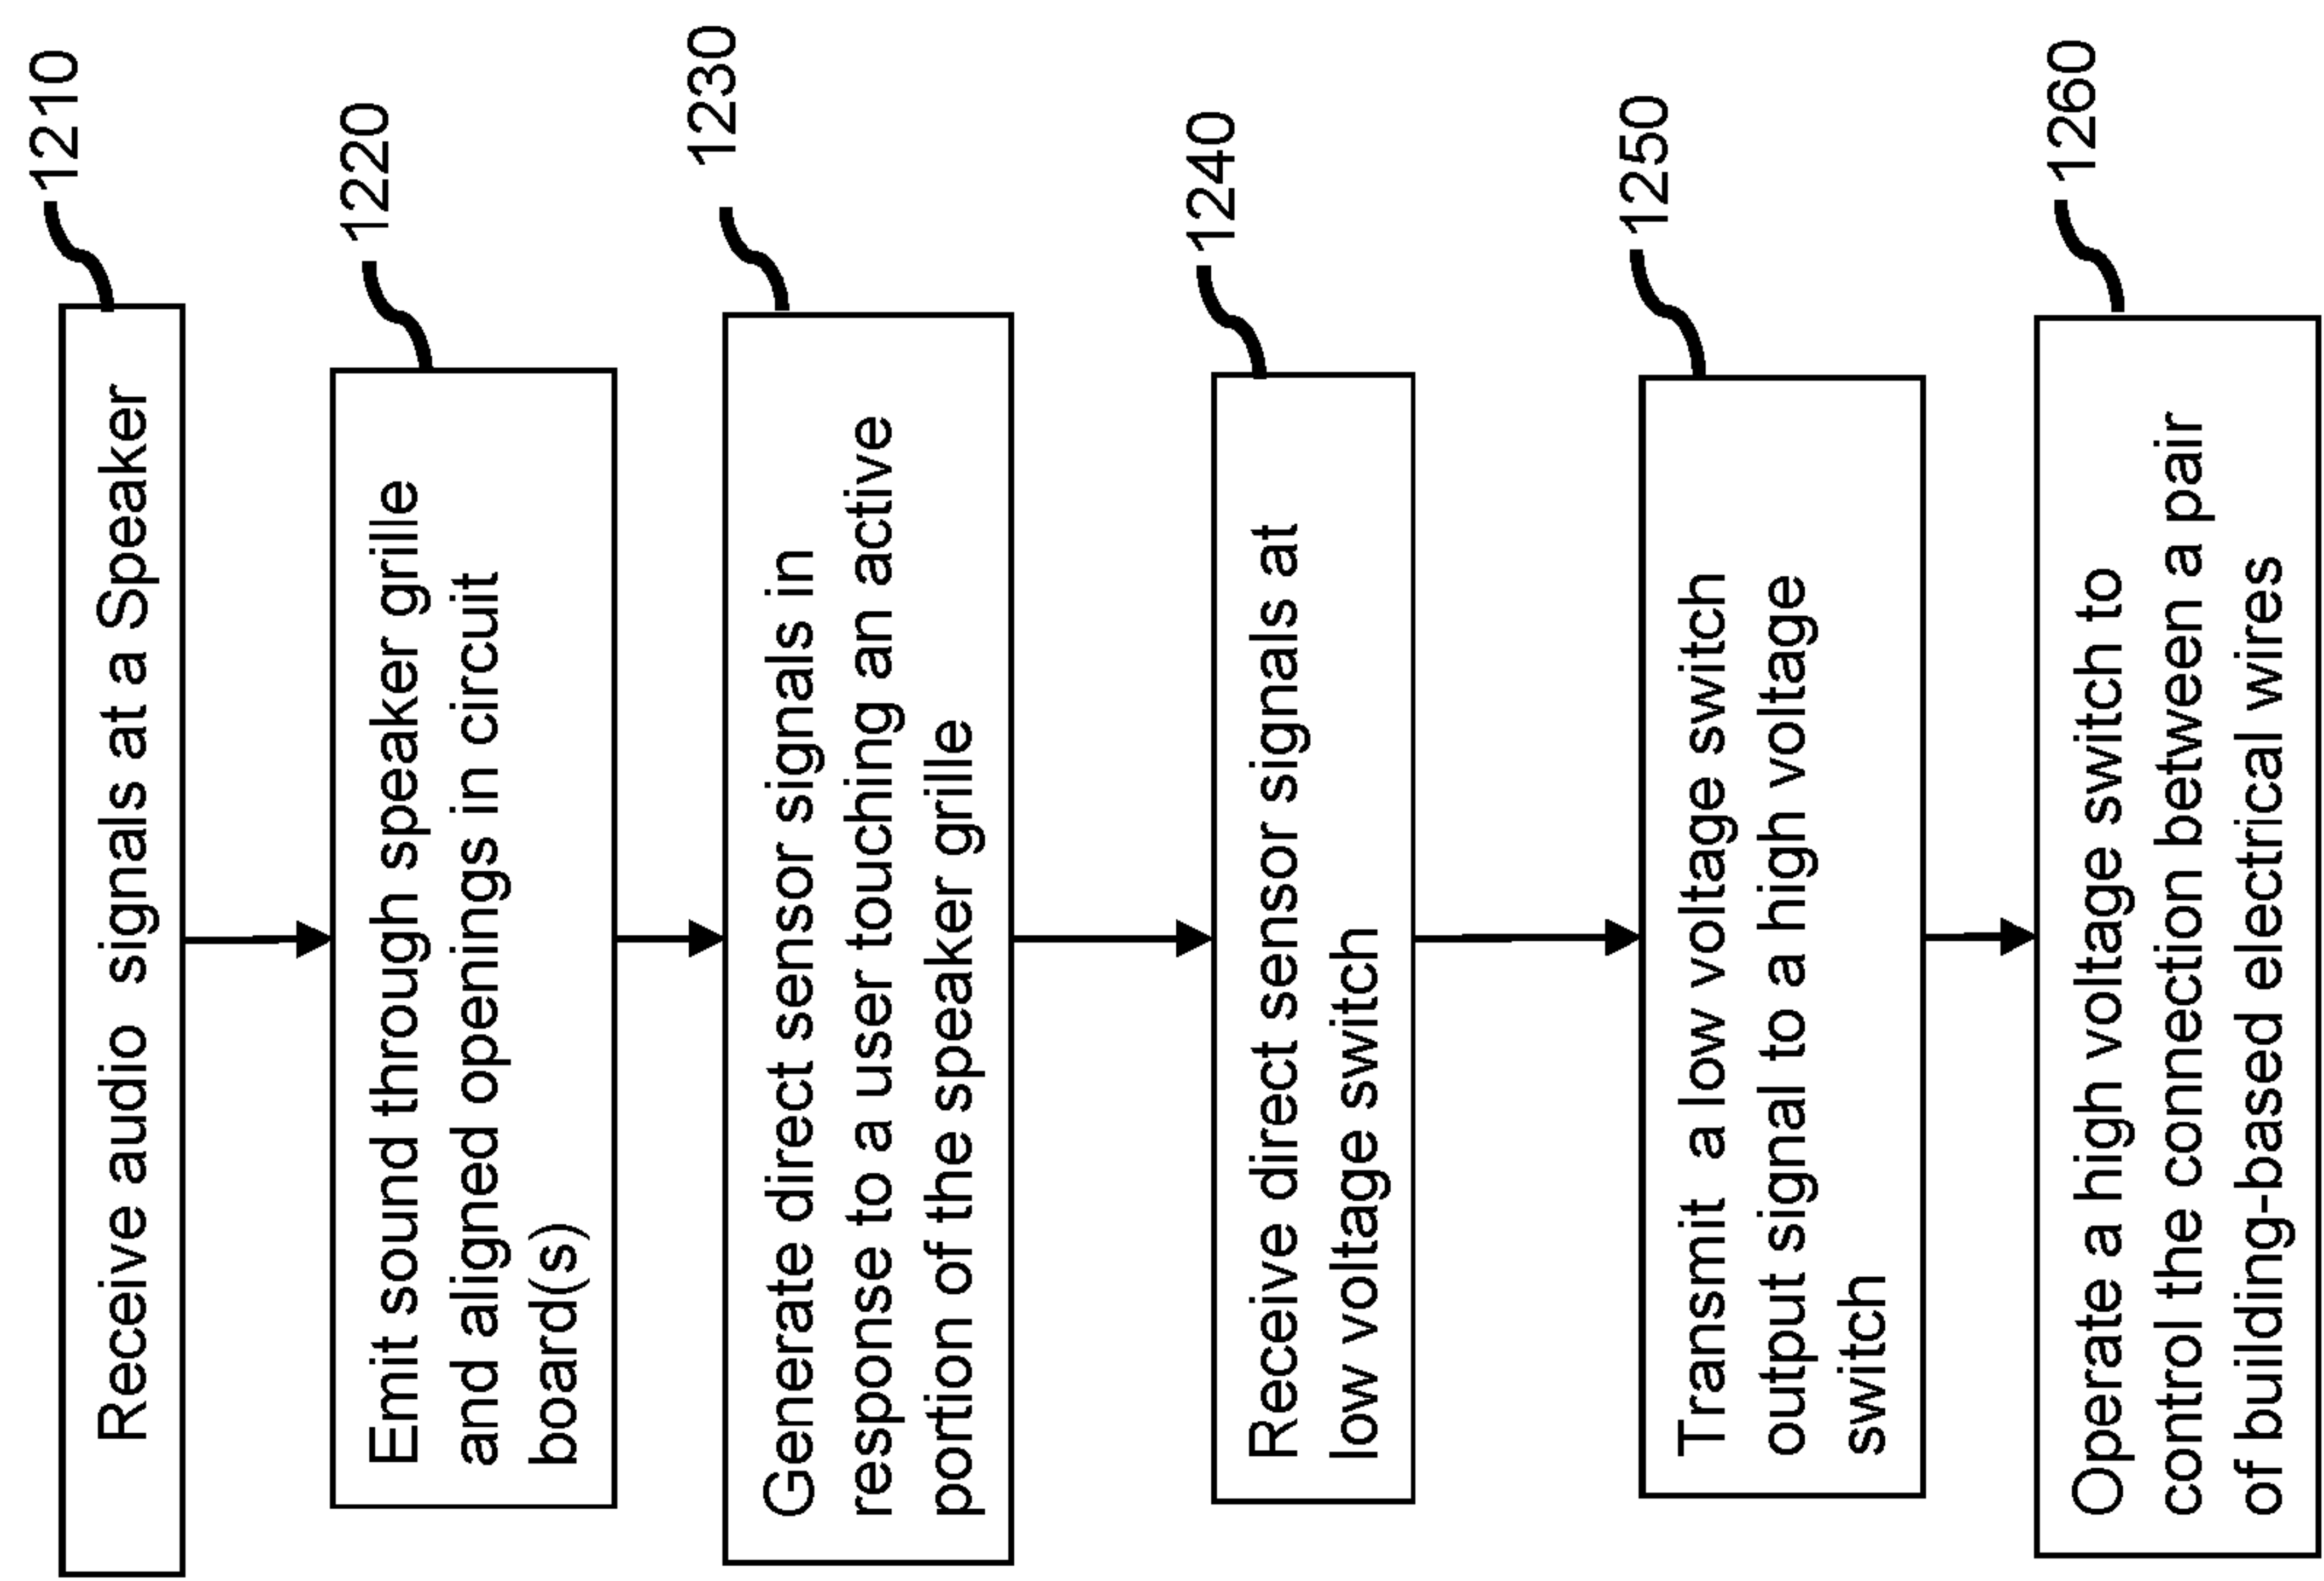 1210
Receive audio signals at a Speaker
1220
Emit sound through speaker grille
and aligned openings in circuit
board(s)
1230
Generate direct sensor signals in
response to a user touching an active
portion of the speaker grille
1240
Receive direct sensor signals at
low voltage switch
1250
Transmit a low voltage switch
output signal to a high voltage
switch
1260
Operate a high voltage switch to
control the connection between a pair
of building-based electrical wires